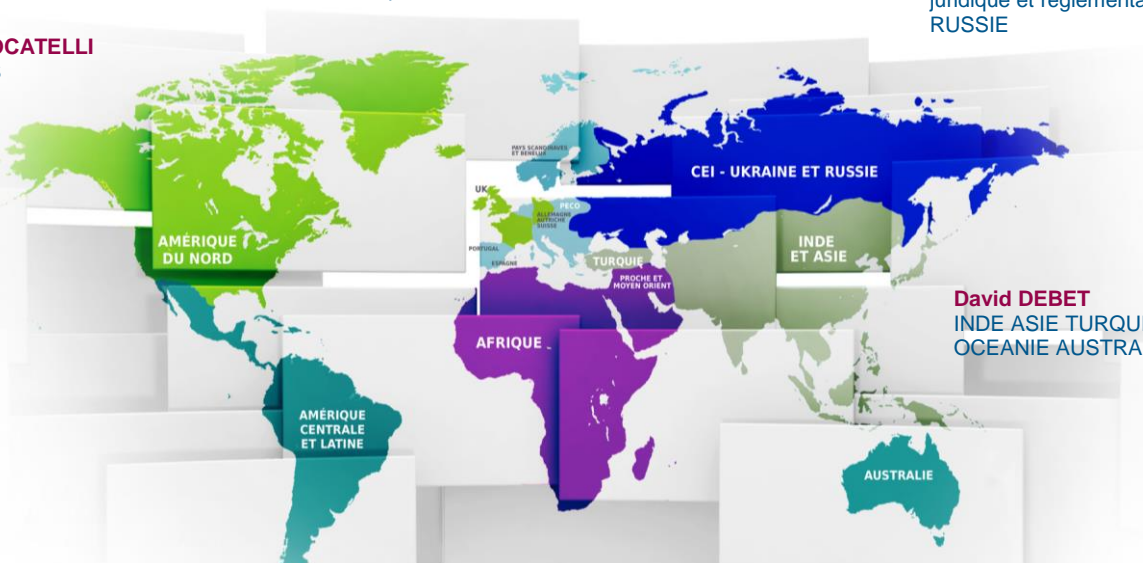 juridique et réglementa
RUSSIE
OCATELLI
PAYS SCANDINAVES
ET BENELUX
CEI - UKRAINE ET RUSSIE
UK
PECO
ALLEMAGNE
AUTRICHE
SUISSE
AMÉRIQUE
DU NORD
PORTUGAL
ESPAGNE
TURQUIE
INDE
ET ASIE
PROCHE ET
MOYEN ORIENT
David DEBET
INDE ASIE TURQUI
OCEANIE AUSTRA
AFRIQUE
AMÉRIQUE
CENTRALE
ET LATINE
AUSTRALIE